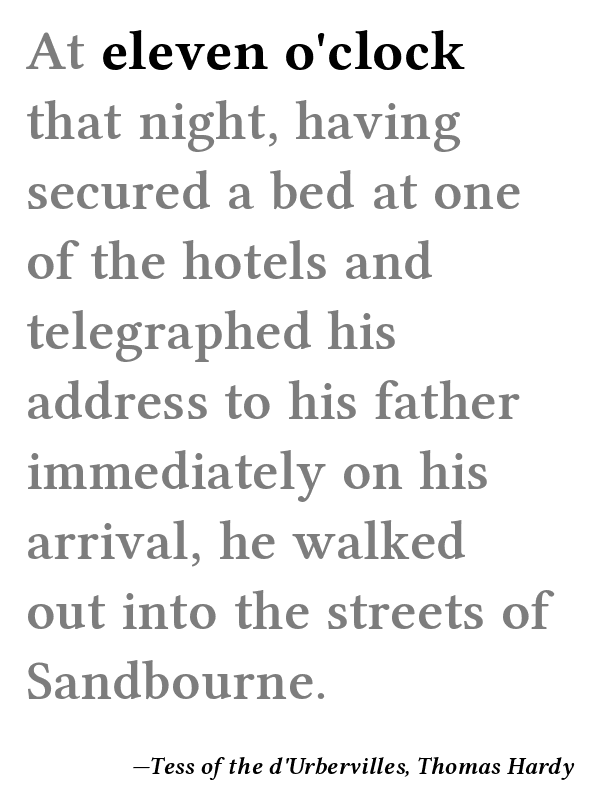 At eleven o'clock
that night, having
secured a bed at one
of the hotels and
telegraphed his
address to his father
immediately on his
arrival, he walked
out into the streets of
Sandbourne.
—Tess of the d'Urbervilles, Thomas Hardy